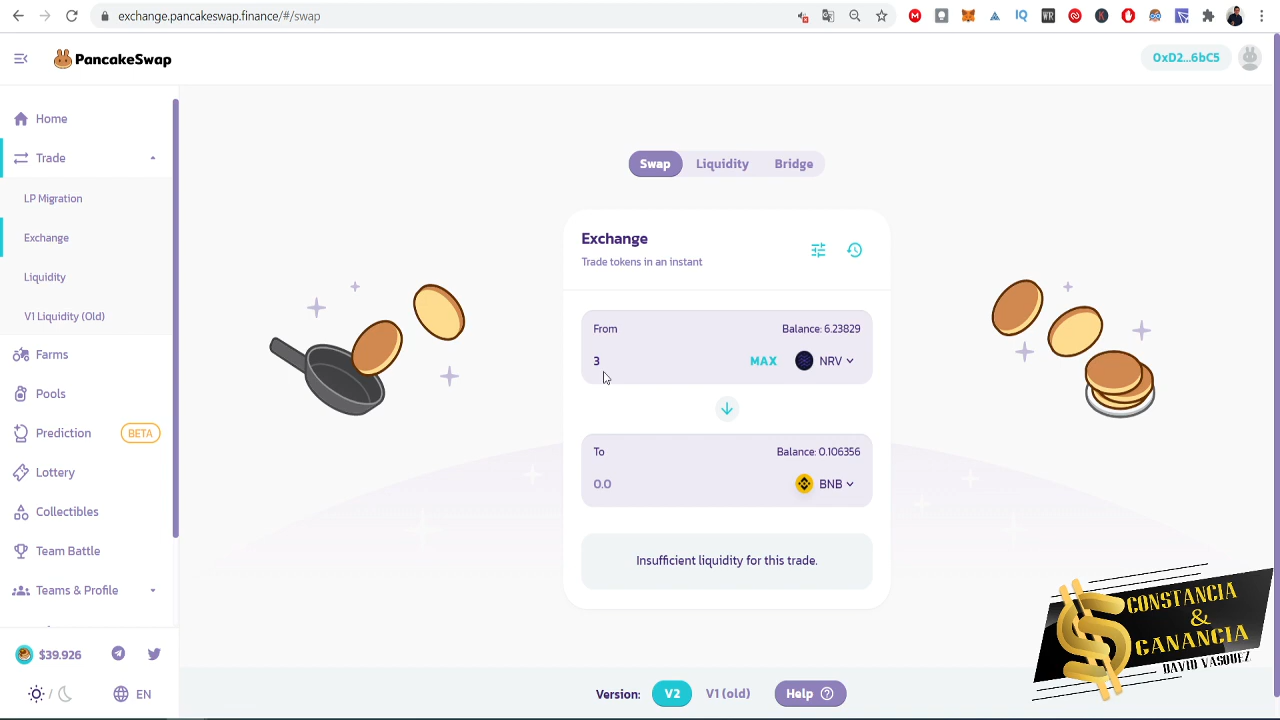 exchange.pancakeswap.finance/#/swap
PancakeSwap
0xD2...6bC5
Home
Trade
LP Migration
Exchange
Liquidity
V1 Liquidity (Old)
Farms
Pools
Prediction
BETA
Lottery
Collectibles
Team Battle
Teams & Profile
$39.926
EN
Swap
Liquidity
Bridge
Exchange
Trade tokens in an instant
From
Balance: 6.23829
3
MAX
NRV
To
Balance: 0.106356
0.0
BNB
Insufficient liquidity for this trade.
Version:
V2
V1 (old)
Help
CONSTANCIA
&
GANANCIA
DAVID VASQUEZ